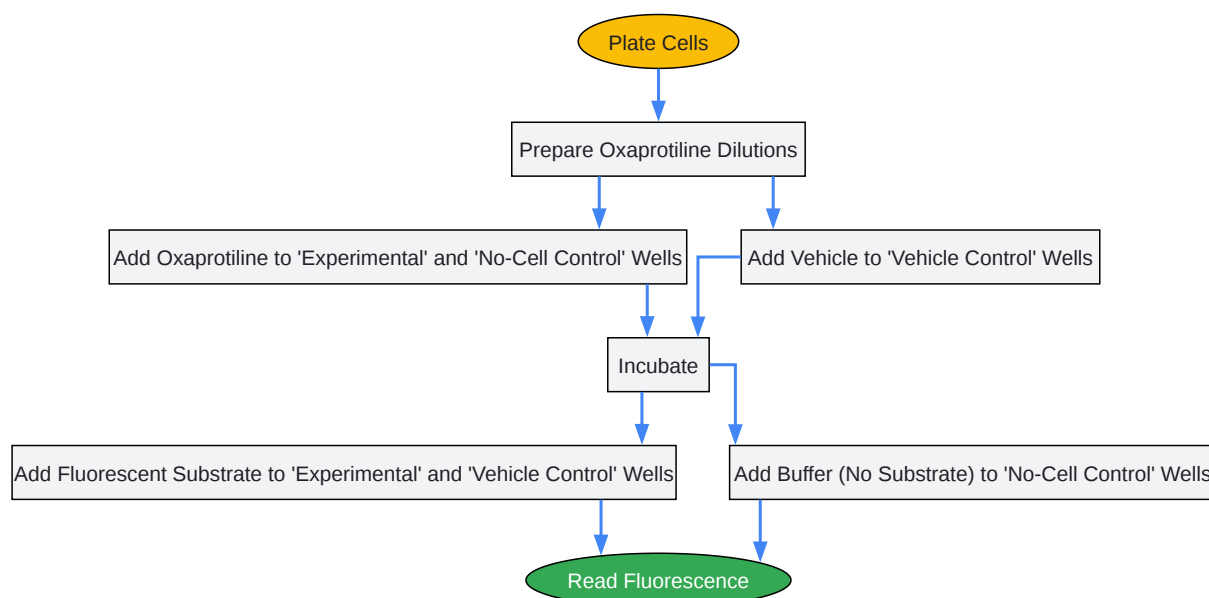 Plate Cells
Prepare Oxaprotiline Dilutions
Add Oxaprotiline to 'Experimental' and 'No-Cell Control' Wells
Add Vehicle to 'Vehicle Control' Wells
Incubate
Add Fluorescent Substrate to 'Experimental' and 'Vehicle Control' Wells
Add Buffer (No Substrate) to 'No-Cell Control' Wells
Read Fluorescence